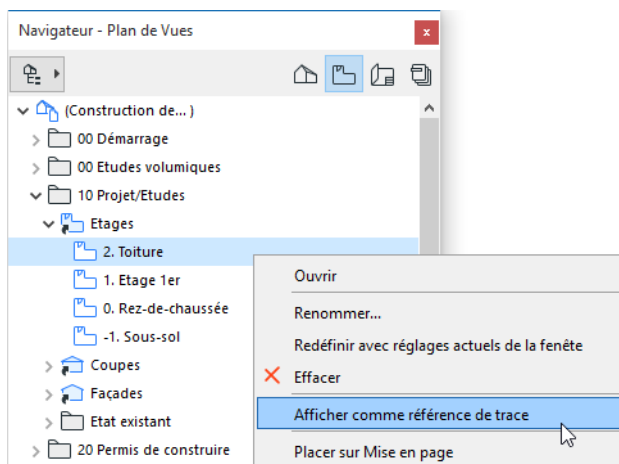 Navigateur - Plan de Vues
x
(Construction de... )
00 Démarrage
00 Etudes volumiques
10 Projet/Etudes
Etages
2. Toiture
1. Etage 1er
0. Rez-de-chaussée
-1. Sous-sol
Coupes
Façades
Etat existant
20 Permis de construire
Ouvrir
Renommer...
Redéfinir avec réglages actuels de la fenêtre
Effacer
Afficher comme référence de trace
Placer sur Mise en page